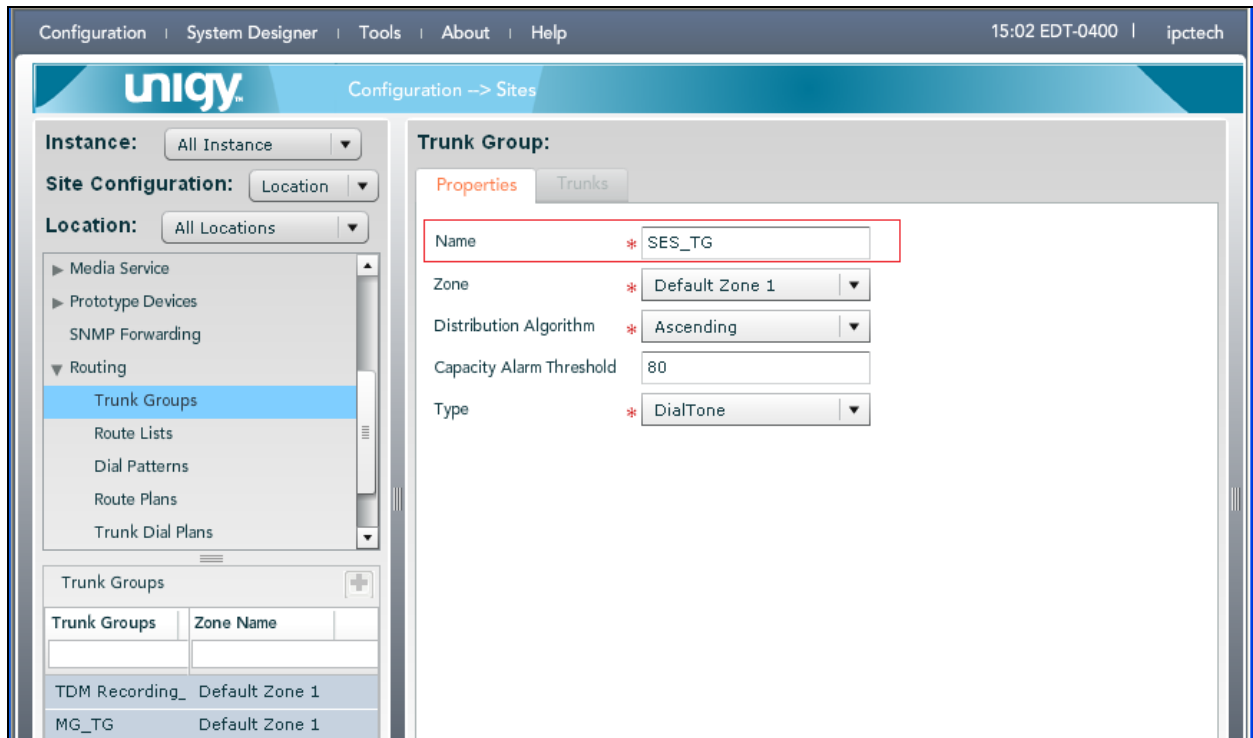 Configuration | System Designer | Tools | About | Help 15:02 EDT-0400 | ipctech
unigy™ Configuration --> Sites
Instance: All Instance
Site Configuration: Location
Location: All Locations
Media Service
Prototype Devices
SNMP Forwarding
Routing
Trunk Groups
Route Lists
Dial Patterns
Route Plans
Trunk Dial Plans
Trunk Groups
Trunk Groups Zone Name
TDM Recording_ Default Zone 1
MG_TG Default Zone 1
Trunk Group:
Properties Trunks
Name * SES_TG
Zone * Default Zone 1
Distribution Algorithm * Ascending
Capacity Alarm Threshold 80
Type * DialTone